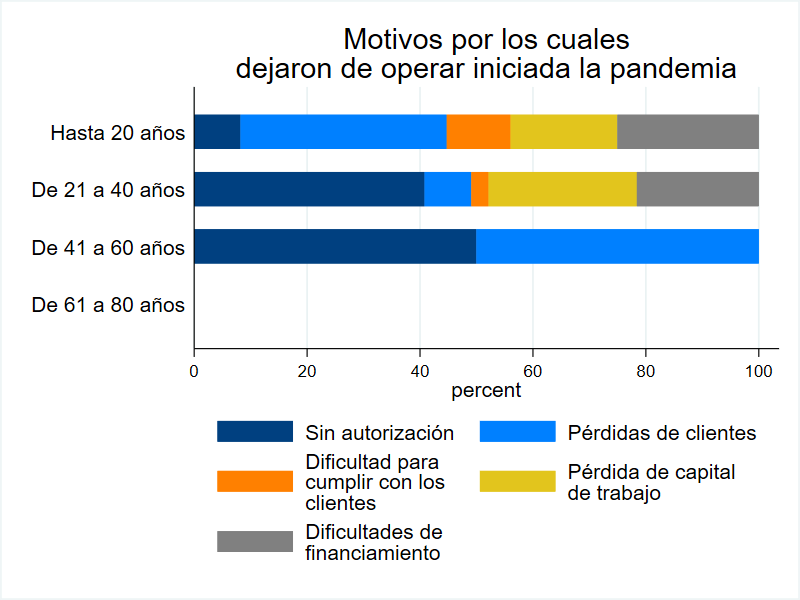 Motivos por los cuales
dejaron de operar iniciada la pandemia
Hasta 20 años
De 21 a 40 años
De 41 a 60 años
De 61 a 80 años
0 20 40 60 80 100
percent
Sin autorización
Pérdidas de clientes
Dificultad para
cumplir con los
clientes
Pérdida de capital
de trabajo
Dificultades de
financiamiento